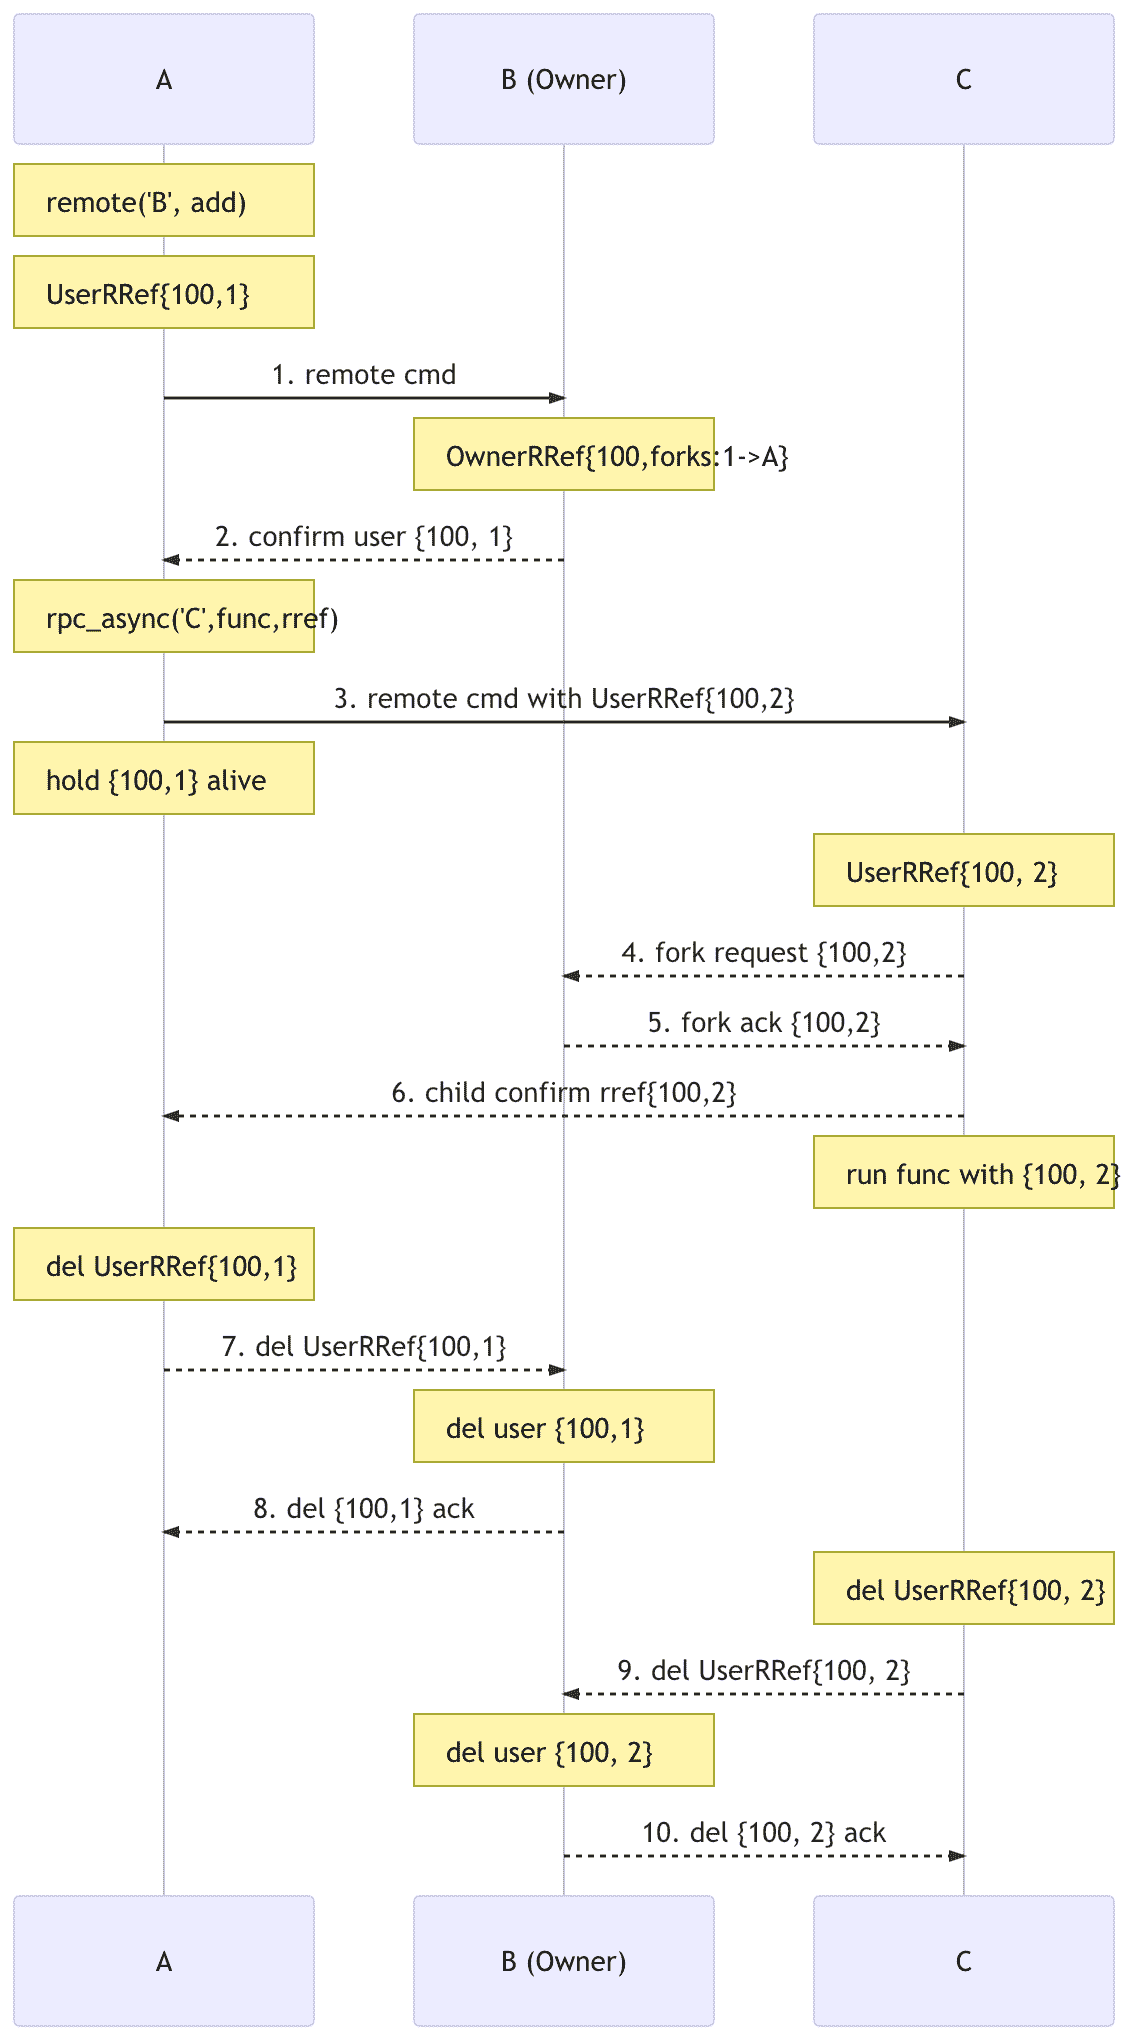 A
B (Owner)
C
remote('B', add)
UserRRef{100,1}
1. remote cmd
OwnerRRef{100,forks:1->A}
2. confirm user {100, 1}
rpc_async('C',func,rref)
3. remote cmd with UserRRef{100,2}
hold {100,1} alive
UserRRef{100, 2}
4. fork request {100,2}
5. fork ack {100,2}
6. child confirm rref{100,2}
run func with {100, 2}
del UserRRef{100,1}
7. del UserRRef{100,1}
del user {100,1}
8. del {100,1} ack
del UserRRef{100, 2}
9. del UserRRef{100, 2}
del user {100, 2}
10. del {100, 2} ack
A
B (Owner)
C